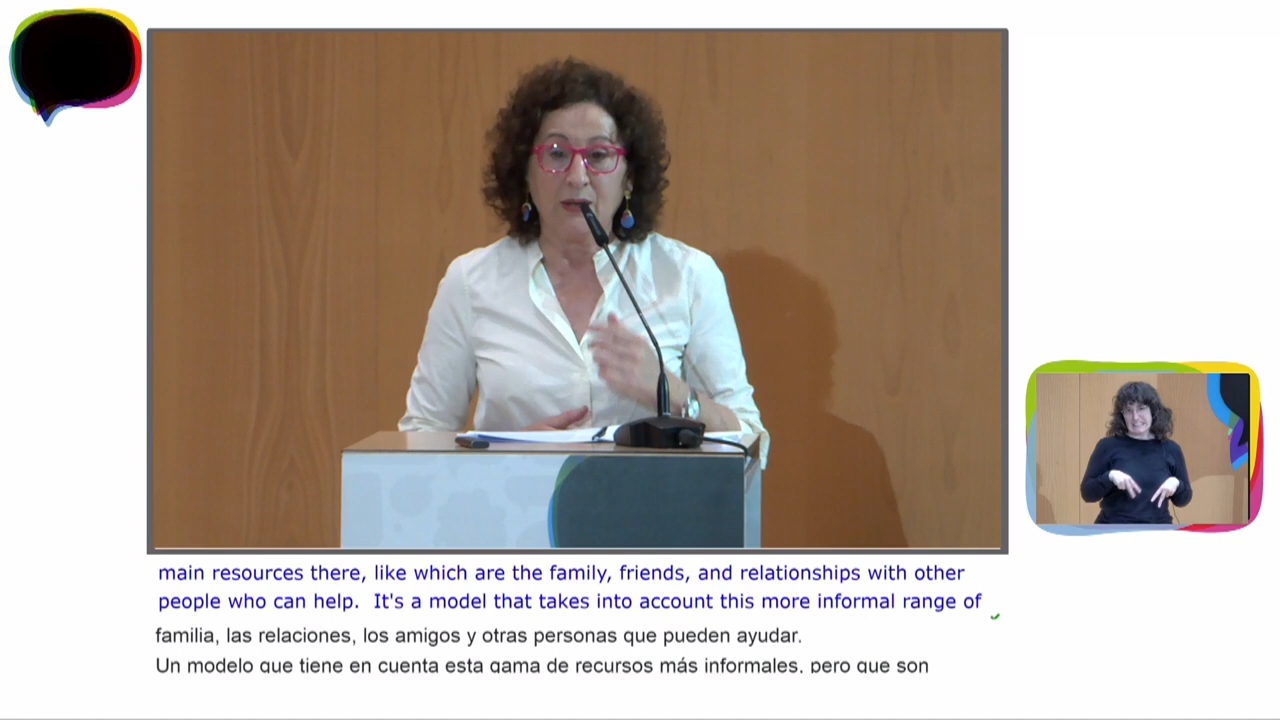 main resources there, like which are the family, friends, and relationships with other
people who can help.  It's a model that takes into account this more informal range of
familia, las relaciones, los amigos y otras personas que pueden ayudar.
Un modelo que tiene en cuenta esta gama de recursos más informales, pero que son